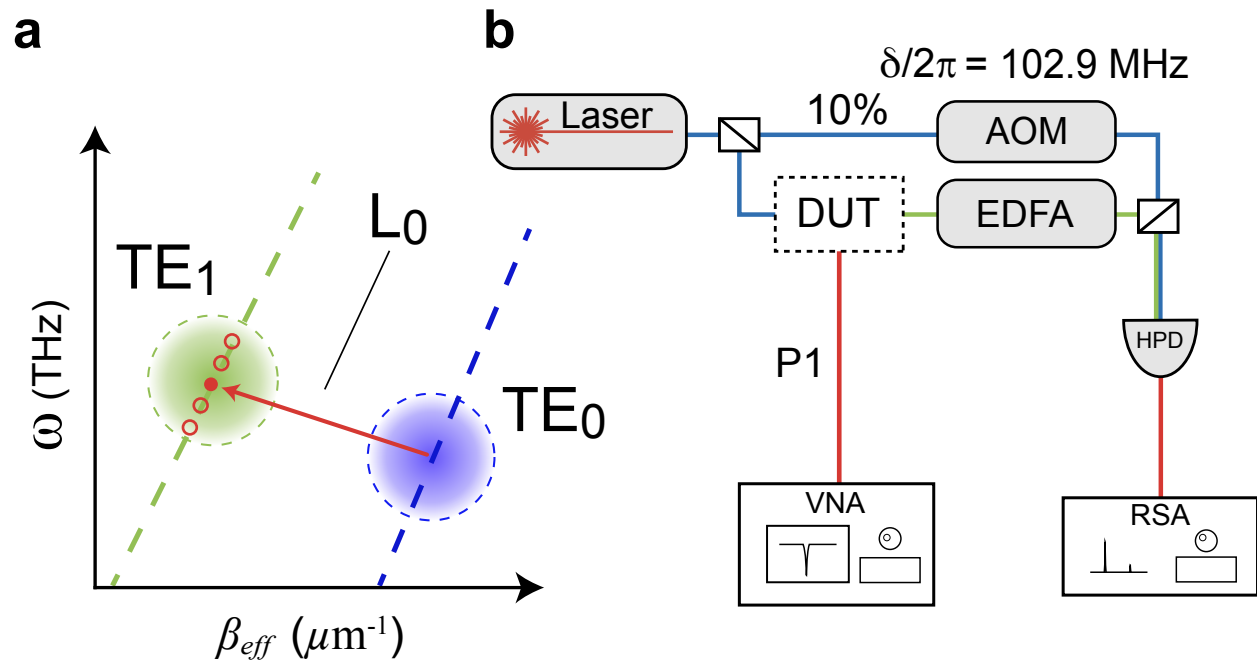 a
TE₁
L₀
TE₀
ω (THz)
β_eff (μm⁻¹)
b
δ/2π = 102.9 MHz
Laser
10%
AOM
DUT
EDFA
P1
HPD
VNA
RSA